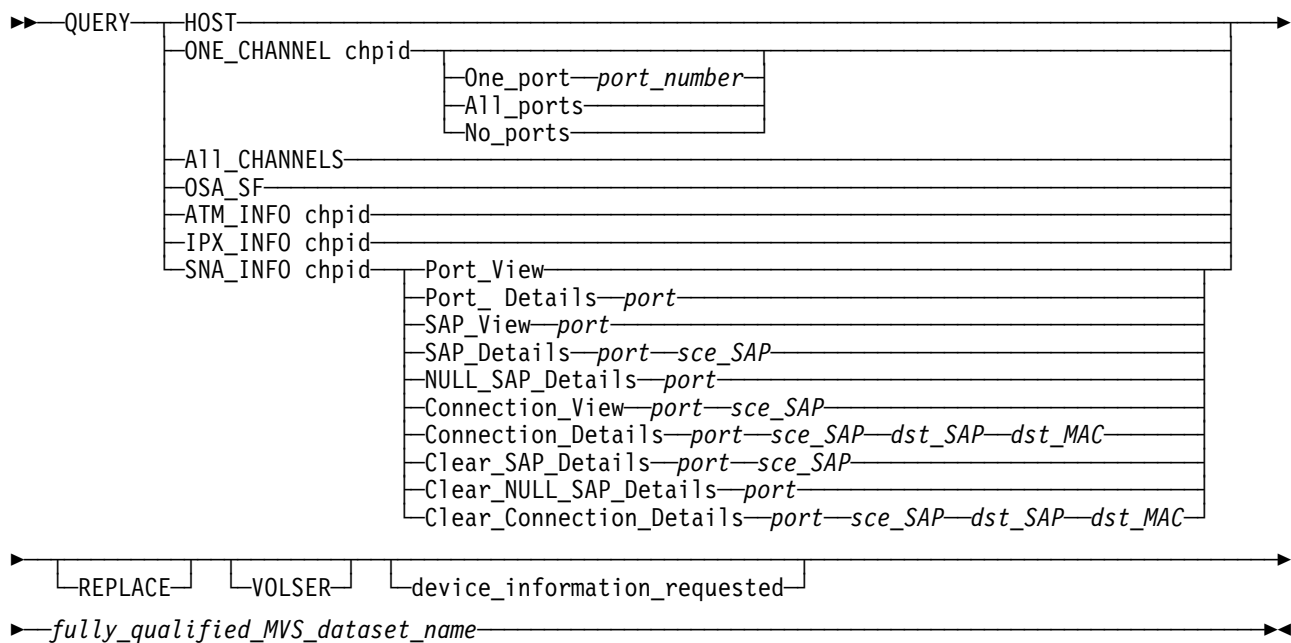 QUERY HOST
ONE_CHANNEL chpid
One_port port_number
All_ports
No_ports
All_CHANNELS
OSA_SF
ATM_INFO chpid
IPX_INFO chpid
SNA_INFO chpid Port_View
Port_ Details port
SAP_View port
SAP_Details port sce_SAP
NULL_SAP_Details port
Connection_View port sce_SAP
Connection_Details port sce_SAP dst_SAP dst_MAC
Clear_SAP_Details port sce_SAP
Clear_NULL_SAP_Details port
Clear_Connection_Details port sce_SAP dst_SAP dst_MAC
REPLACE VOLSER device_information_requested
fully_qualified_MVS_dataset_name